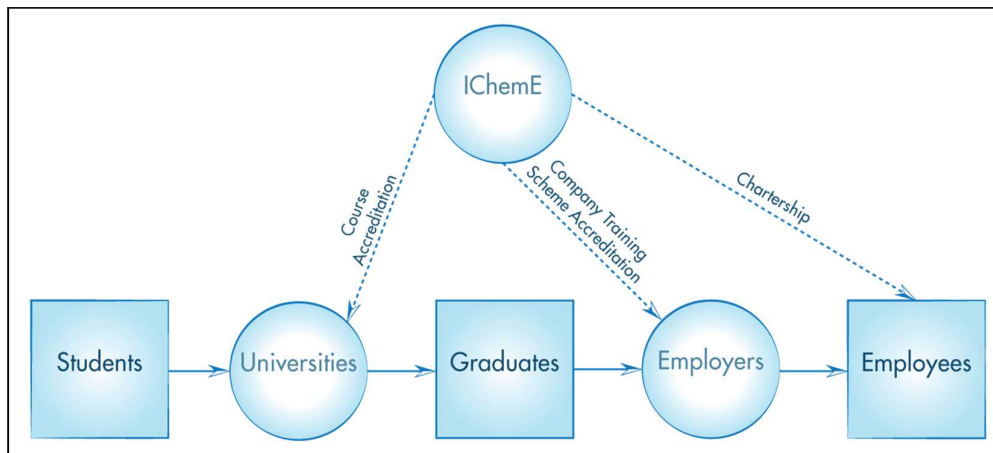 IChemE
Course
Accreditation
Company Training
Scheme Accreditation
Chartership
Students
Universities
Graduates
Employers
Employees